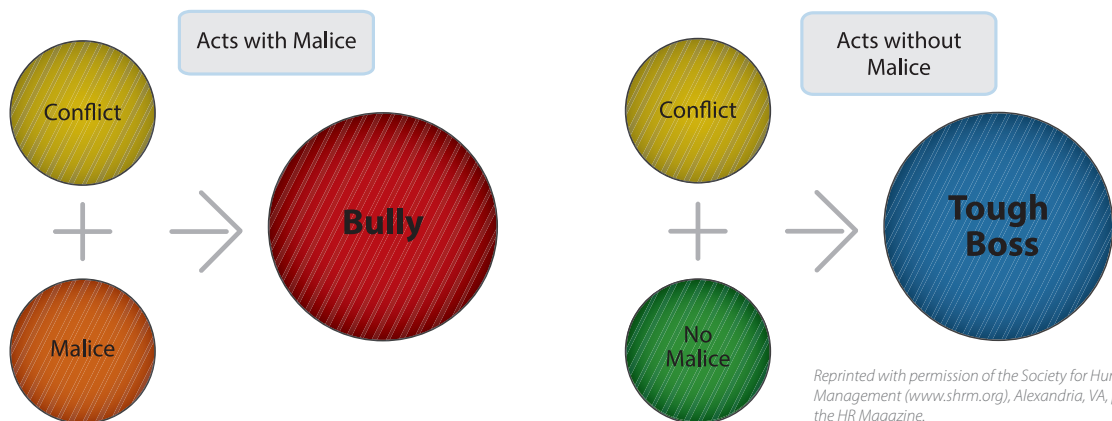 Acts with Malice
Conflict
Bully
Malice
Acts without
Malice
Conflict
Tough
Boss
No
Malice
Reprinted with permission of the Society for Hu
Management (www.shrm.org), Alexandria, VA,
the HR Magazine.